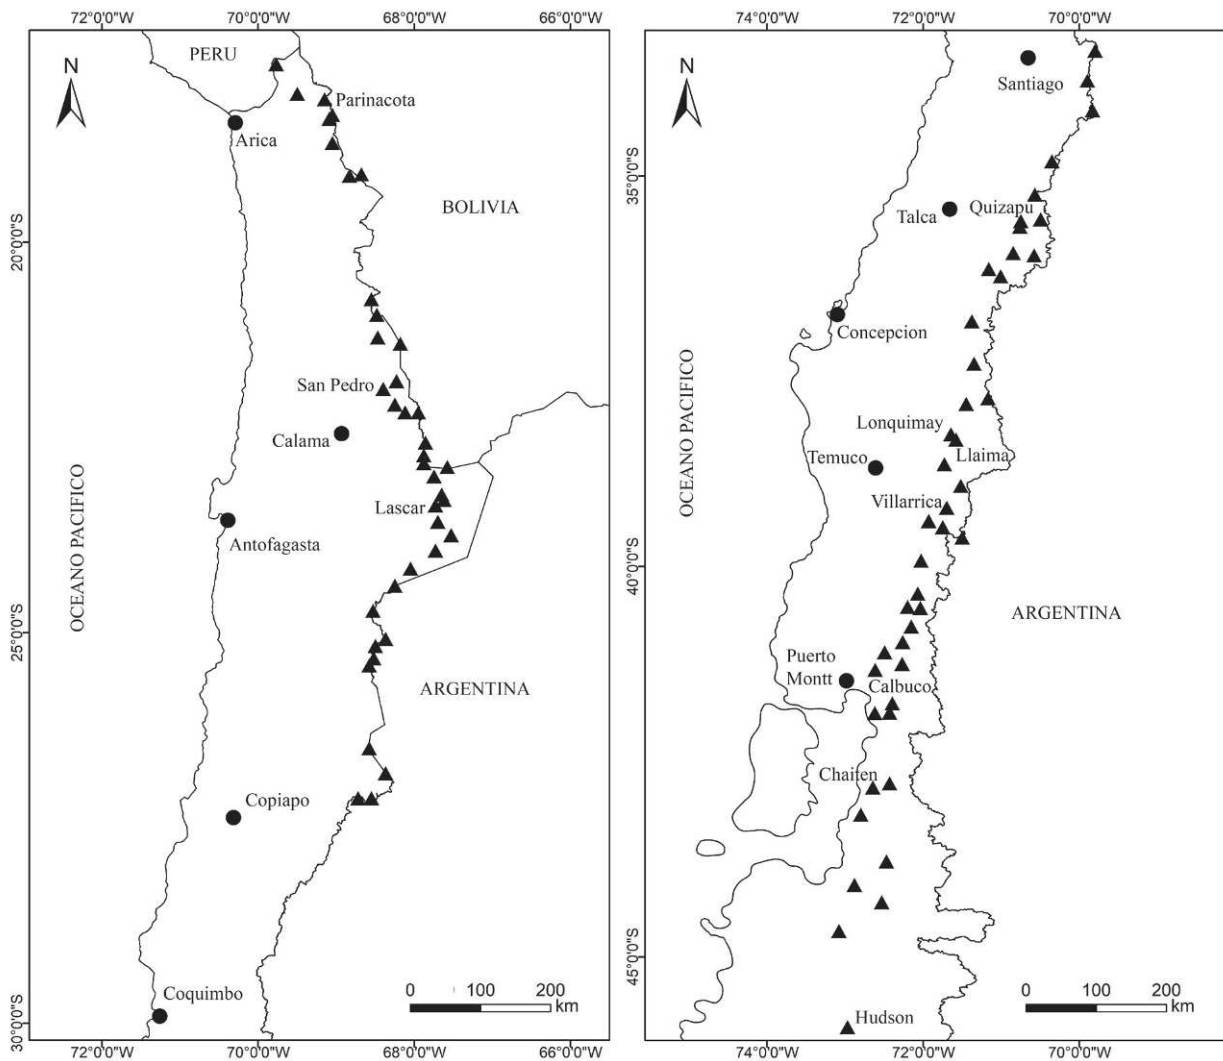 72°0'0"W
70°0'0"W
68°0'0"W
66°0'0"W
PERU
N
Parinacota
Arica
BOLIVIA
20°0'0"S
San Pedro
Calama
OCEANO PACIFICO
Lascar
Antofagasta
25°0'0"S
ARGENTINA
Copiapo
Coquimbo
0 100 200
km
30°0'0"S
72°0'0"W
70°0'0"W
68°0'0"W
66°0'0"W
74°0'0"W
72°0'0"W
70°0'0"W
N
Santiago
35°0'0"S
Quizapu
Talca
Concepcion
OCEANO PACIFICO
Lonquimay
Llaima
Temuco
Villarrica
40°0'0"S
ARGENTINA
Puerto
Montt
Calbuco
Chaiten
45°0'0"S
0 100 200
km
Hudson
74°0'0"W
72°0'0"W
70°0'0"W